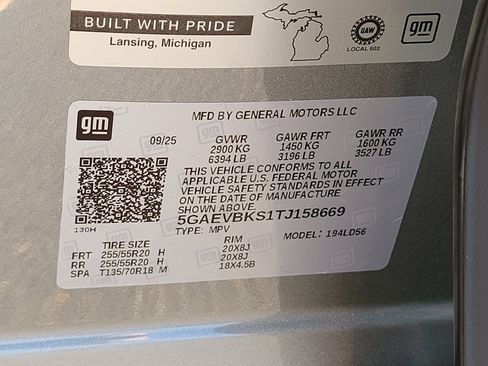 BUILT WITH PRIDE
Lansing, Michigan
UAW
LOCAL 602
gm
gm
MFD BY GENERAL MOTORS LLC
09/25 GVWR GAWR FRT GAWR RR
2900 KG 1450 KG 1600 KG
6394 LB 3196 LB 3527 LB
THIS VEHICLE CONFORMS TO ALL
APPLICABLE U.S. FEDERAL MOTOR
VEHICLE SAFETY STANDARDS IN EFFECT
ON THE DATE OF MANUFACTURE
SHOWN ABOVE.
5GAEVBKS1TJ158669
130H
TYPE: MPV MODEL: 194LD56
TIRE SIZE RIM
FRT 255/55R20 H 20X8J
RR 255/55R20 H 20X8J
SPA T135/70R18 M 18X4.5B